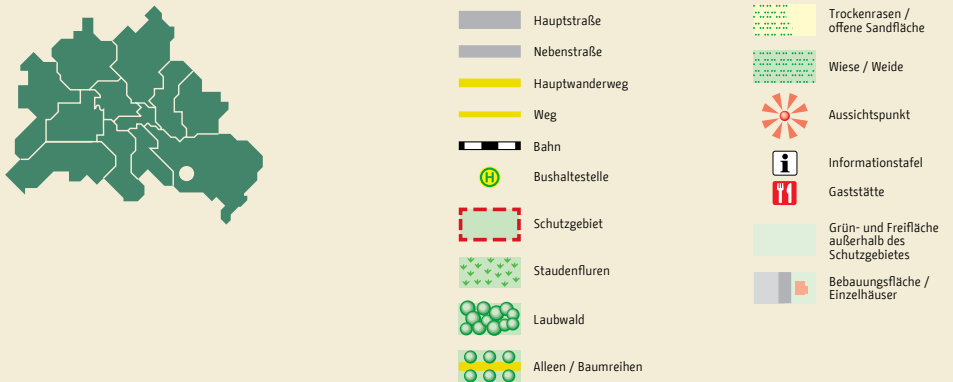 Hauptstraße
Nebenstraße
Hauptwanderweg
Weg
Bahn
H
Bushaltestelle
Schutzgebiet
Staudenfluren
Laubwald
Alleen / Baumreihen
Trockenrasen /
offene Sandfläche
Wiese / Weide
Aussichtspunkt
i
Informationstafel
Gaststätte
Grün- und Freifläche
außerhalb des
Schutzgebietes
Bebauungsfläche /
Einzelhäuser